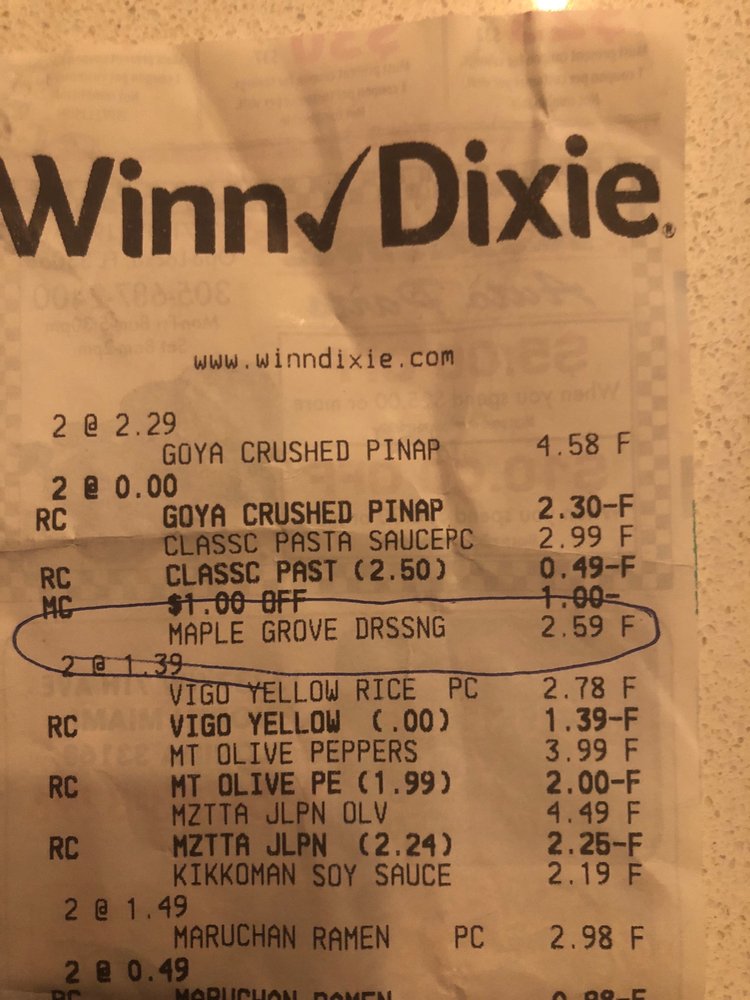 Winn✓Dixie®
www.winndixie.com
2 @ 2.29
GOYA CRUSHED PINAP 4.58 F
2 @ 0.00
RC GOYA CRUSHED PINAP 2.30-F
CLASSC PASTA SAUCEPC 2.99 F
RC CLASSC PAST (2.50) 0.49-F
MC $1.00 OFF 1.00-
MAPLE GROVE DRSSNG 2.59 F
2 @ 1.39
VIGO YELLOW RICE PC 2.78 F
RC VIGO YELLOW (.00) 1.39-F
MT OLIVE PEPPERS 3.99 F
RC MT OLIVE PE (1.99) 2.00-F
MZTTA JLPN OLV 4.49 F
RC MZTTA JLPN (2.24) 2.25-F
KIKKOMAN SOY SAUCE 2.19 F
2 @ 1.49
MARUCHAN RAMEN PC 2.98 F
2 @ 0.49
RC MARUCHAN RAMEN 0.98-F